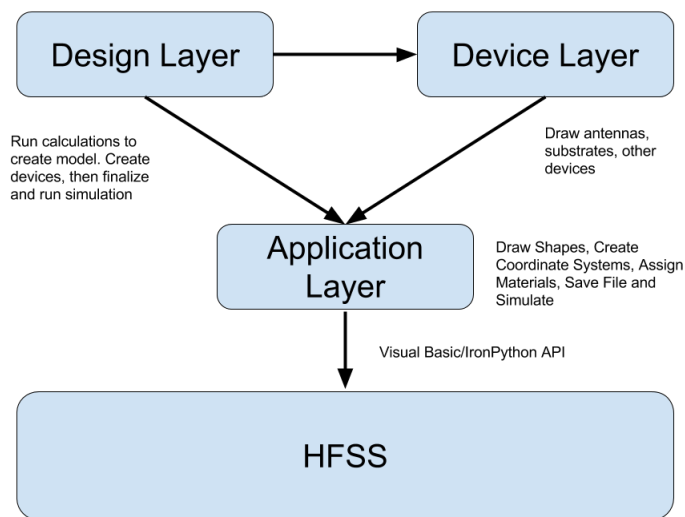 Design Layer
Device Layer
Run calculations to
create model. Create
devices, then finalize
and run simulation
Draw antennas,
substrates, other
devices
Application
Layer
Draw Shapes, Create
Coordinate Systems, Assign
Materials, Save File and
Simulate
Visual Basic/IronPython API
HFSS